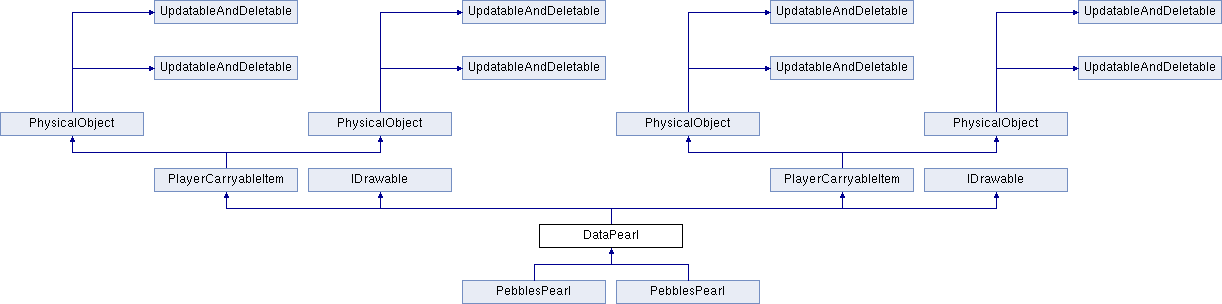 UpdatableAndDeletable
UpdatableAndDeletable
UpdatableAndDeletable
UpdatableAndDeletable
UpdatableAndDeletable
UpdatableAndDeletable
UpdatableAndDeletable
UpdatableAndDeletable
PhysicalObject
PhysicalObject
PhysicalObject
PhysicalObject
PlayerCarryableItem
IDrawable
PlayerCarryableItem
IDrawable
DataPearl
PebblesPearl
PebblesPearl